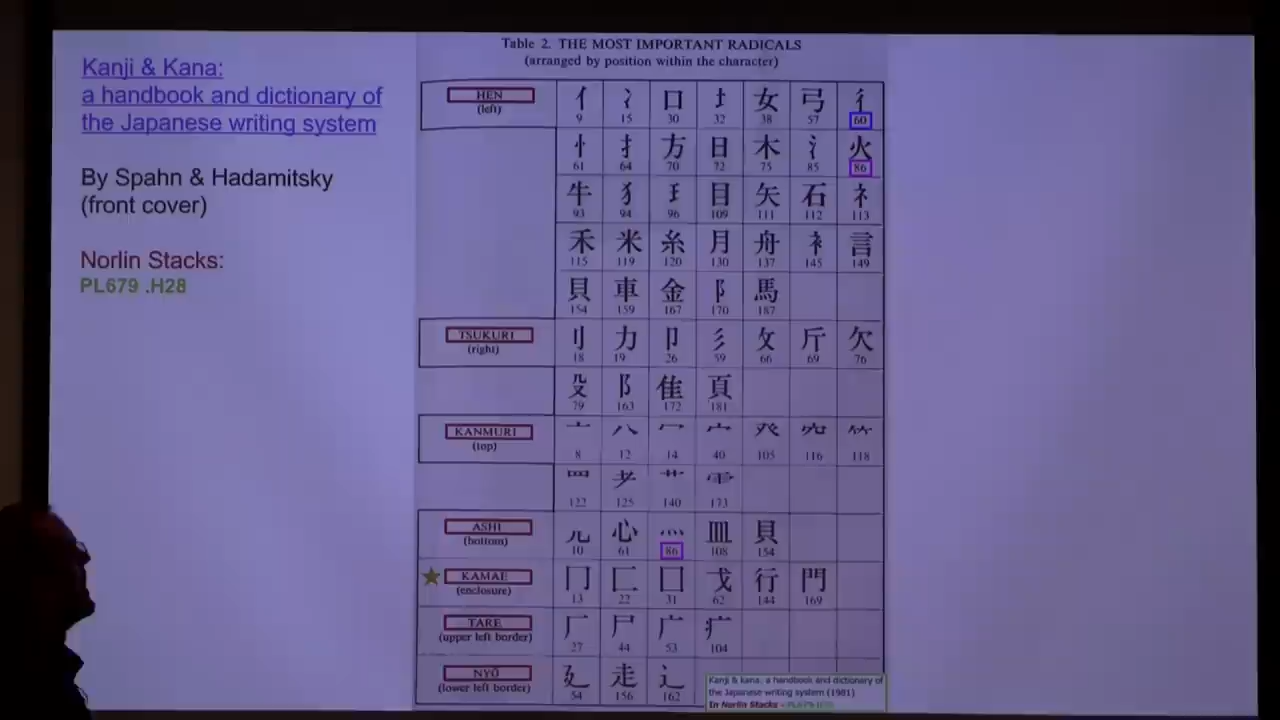 Kanji & Kana:
a handbook and dictionary of
the Japanese writing system
By Spahn & Hadamitsky
(front cover)
Norlin Stacks:
PL679 .H28
Table 2. THE MOST IMPORTANT RADICALS
(arranged by position within the character)
HEN
(left)
亻 冫 口 土 女 弓 彳
9 15 30 32 38 57 60
忄 扌 方 日 木 氵 火
61 64 70 72 75 85 86
牛 犭 王 目 矢 石 礻
93 94 96 109 111 112 113
禾 米 糸 月 舟 衤 言
115 119 120 130 137 145 149
貝 車 金 阝 馬
154 159 167 170 187
TSUKURI
(right)
刂 力 卩 彡 攵 斤 欠
18 19 26 59 66 69 76
殳 阝 隹 頁
79 163 172 181
KANMURI
(top)
亠 八 冖 宀 癶 穴 竹
8 12 14 40 105 116 118
罒 耂 艹 雨
122 125 140 173
ASHI
(bottom)
儿 心 灬 皿 貝
10 61 86 108 154
★ KAMAE
(enclosure)
冂 匚 囗 戈 行 門
13 22 31 62 144 169
TARE
(upper left border)
厂 尸 广 疒
27 44 53 104
NYŌ
(lower left border)
廴 走 辶
54 156 162
Kanji & kana: a handbook and dictionary of
the Japanese writing system (1981)
In Norlin Stacks - PL679 H28